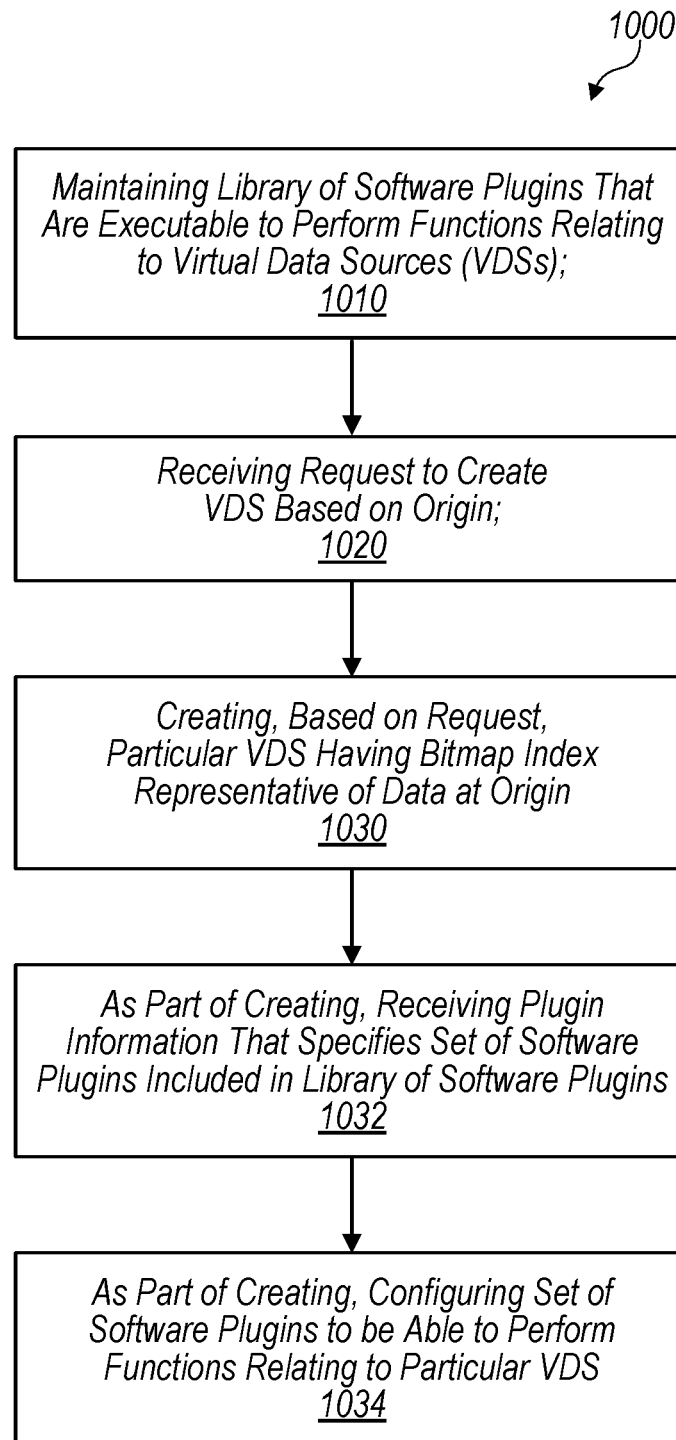 1000
Maintaining Library of Software Plugins That
Are Executable to Perform Functions Relating
to Virtual Data Sources (VDSs);
1010
Receiving Request to Create
VDS Based on Origin;
1020
Creating, Based on Request,
Particular VDS Having Bitmap Index
Representative of Data at Origin
1030
As Part of Creating, Receiving Plugin
Information That Specifies Set of Software
Plugins Included in Library of Software Plugins
1032
As Part of Creating, Configuring Set of
Software Plugins to be Able to Perform
Functions Relating to Particular VDS
1034